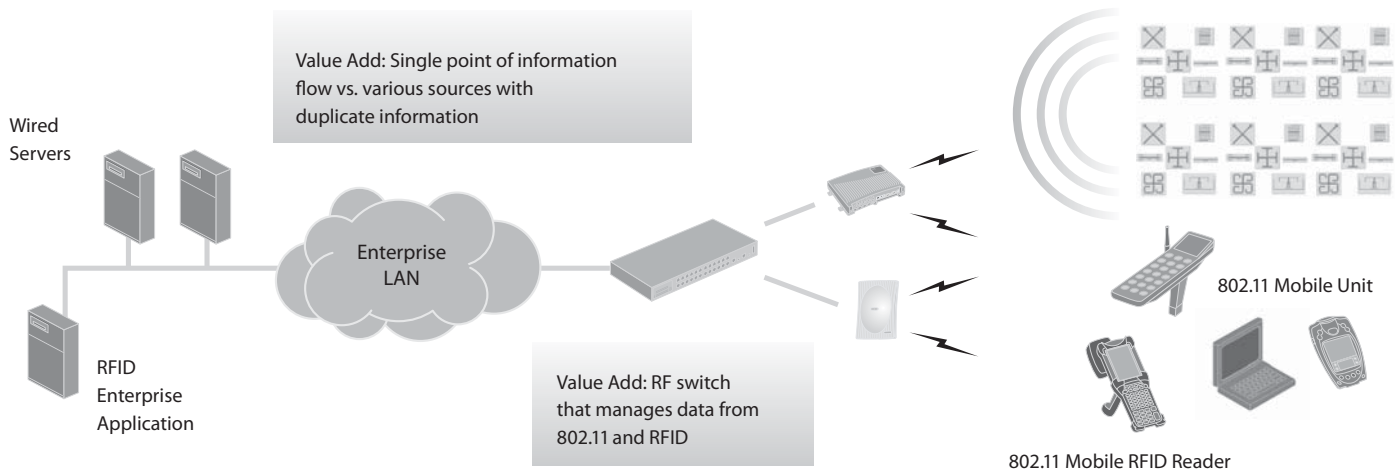 Value Add: Single point of information
flow vs. various sources with
duplicate information
Wired
Servers
Enterprise
LAN
802.11 Mobile Unit
RFID
Enterprise
Application
Value Add: RF switch
that manages data from
802.11 and RFID
802.11 Mobile RFID Reader